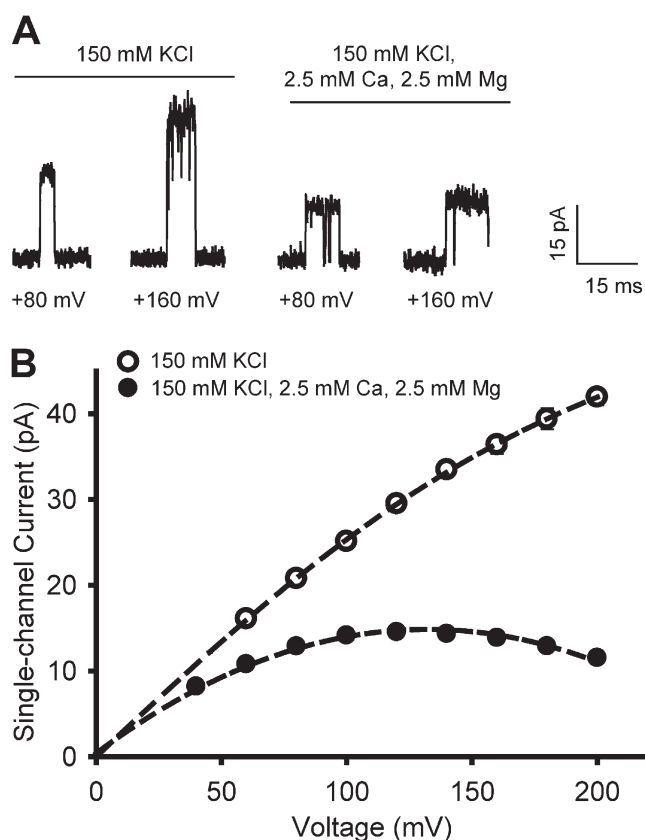 A
150 mM KCl
150 mM KCl,
2.5 mM Ca, 2.5 mM Mg
15 pA
15 ms
+80 mV
+160 mV
+80 mV
+160 mV
B
150 mM KCl
150 mM KCl, 2.5 mM Ca, 2.5 mM Mg
Single-channel Current (pA)
40
30
20
10
0
0
50
100
150
200
Voltage (mV)